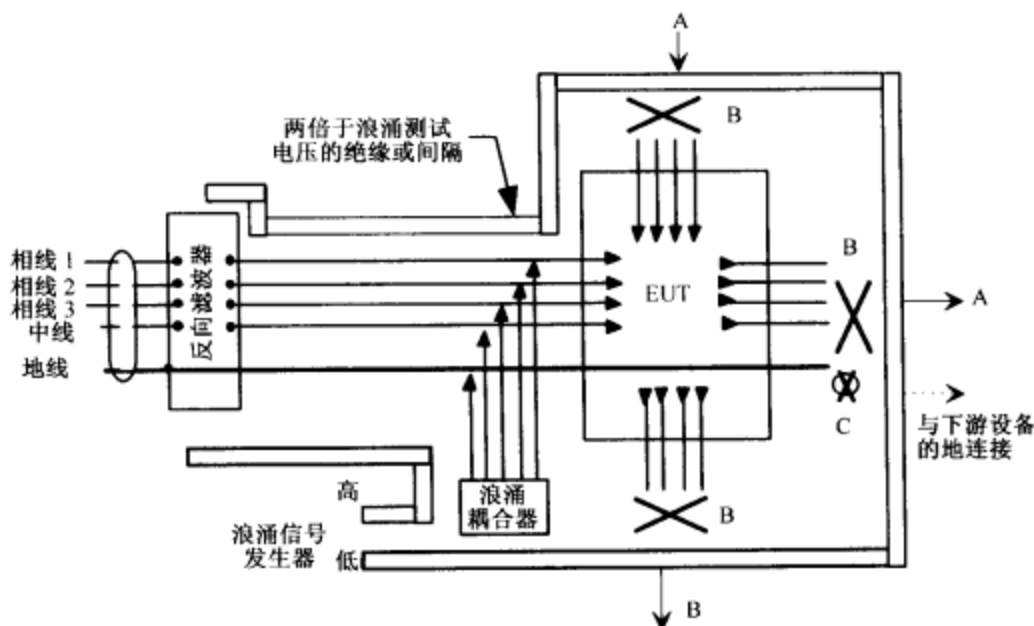 A
B
两倍于浪涌测试
电压的绝缘或间隔
相线 1
相线 2
相线 3
中线
地线
反向滤波器
EUT
B
A
C
与下游设备
的地连接
高
浪涌
耦合器
B
浪涌信号
发生器
低
B